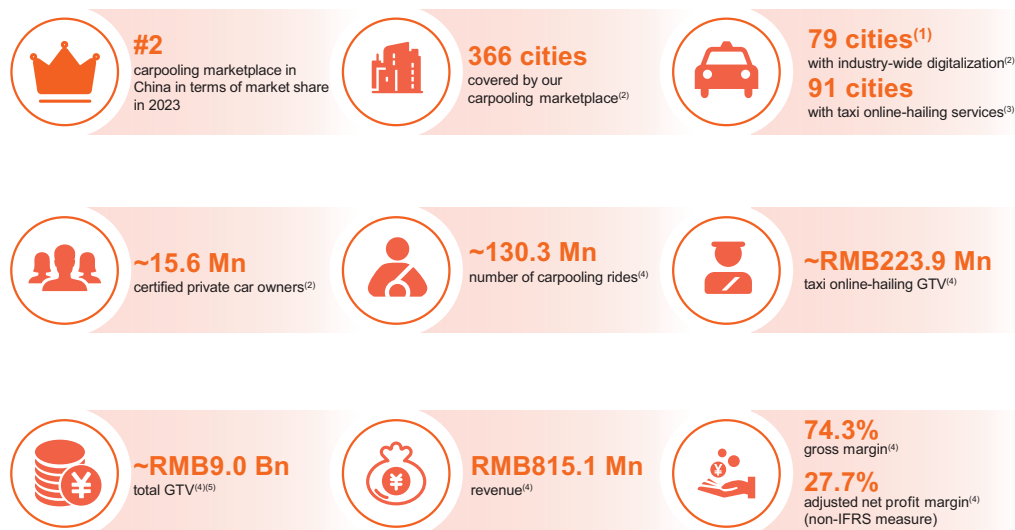 #2
carpooling marketplace in
China in terms of market share
in 2023
366 cities
covered by our
carpooling marketplace(2)
79 cities(1)
with industry-wide digitalization(2)
91 cities
with taxi online-hailing services(3)
~15.6 Mn
certified private car owners(2)
~130.3 Mn
number of carpooling rides(4)
~RMB223.9 Mn
taxi online-hailing GTV(4)
¥
~RMB9.0 Bn
total GTV(4)(5)
¥
RMB815.1 Mn
revenue(4)
¥
74.3%
gross margin(4)
27.7%
adjusted net profit margin(4)
(non-IFRS measure)